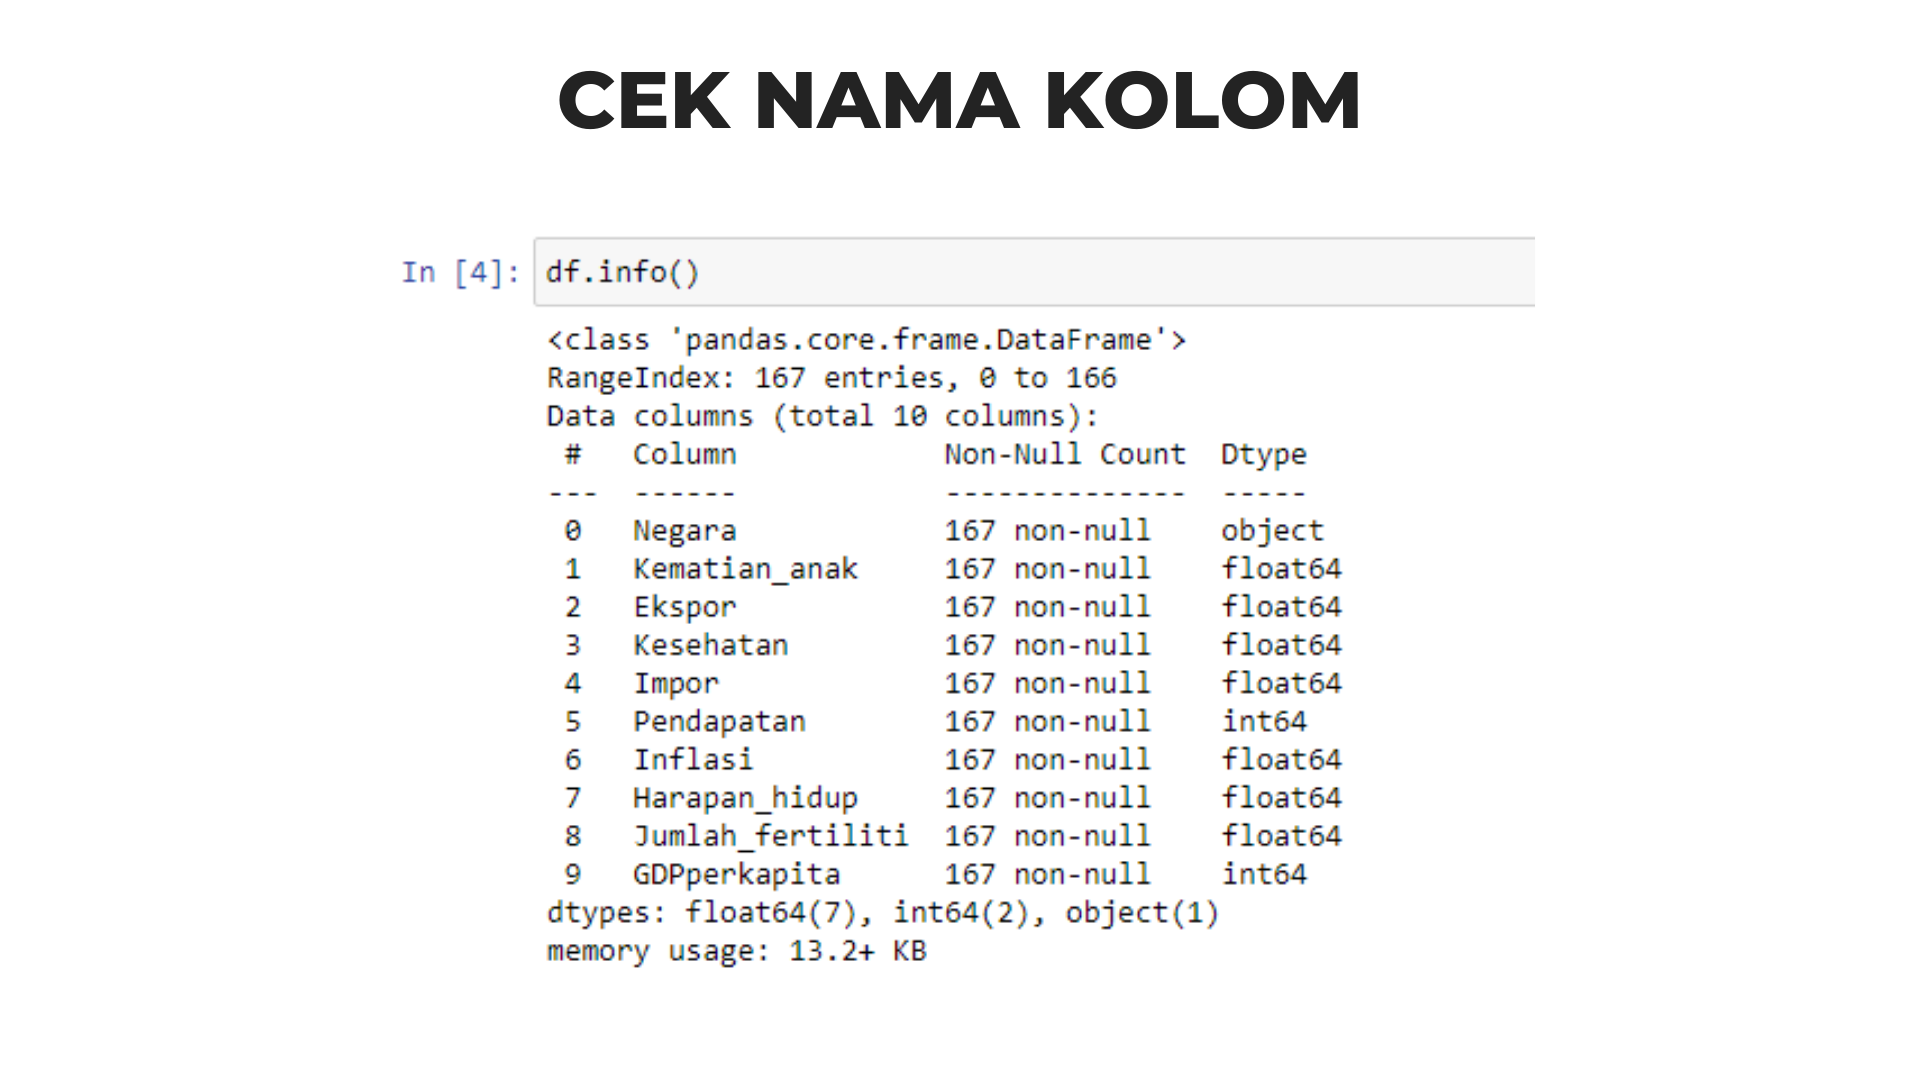 CEK NAMA KOLOM
In [4]: df.info()
<class 'pandas.core.frame.DataFrame'>
RangeIndex: 167 entries, 0 to 166
Data columns (total 10 columns):
#   Column            Non-Null Count  Dtype
---  ------            --------------  -----
0   Negara            167 non-null    object
1   Kematian_anak     167 non-null    float64
2   Ekspor            167 non-null    float64
3   Kesehatan         167 non-null    float64
4   Impor             167 non-null    float64
5   Pendapatan        167 non-null    int64
6   Inflasi           167 non-null    float64
7   Harapan_hidup     167 non-null    float64
8   Jumlah_fertiliti  167 non-null    float64
9   GDPperkapita      167 non-null    int64
dtypes: float64(7), int64(2), object(1)
memory usage: 13.2+ KB